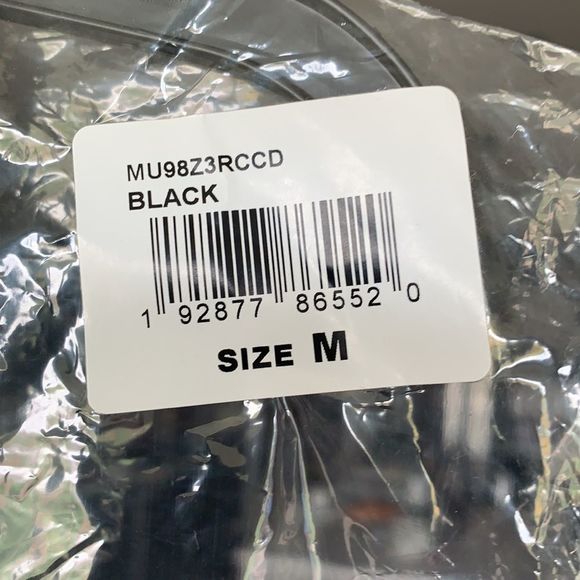 MU98Z3RCCD
BLACK
1 92877 86552 0
SIZE M